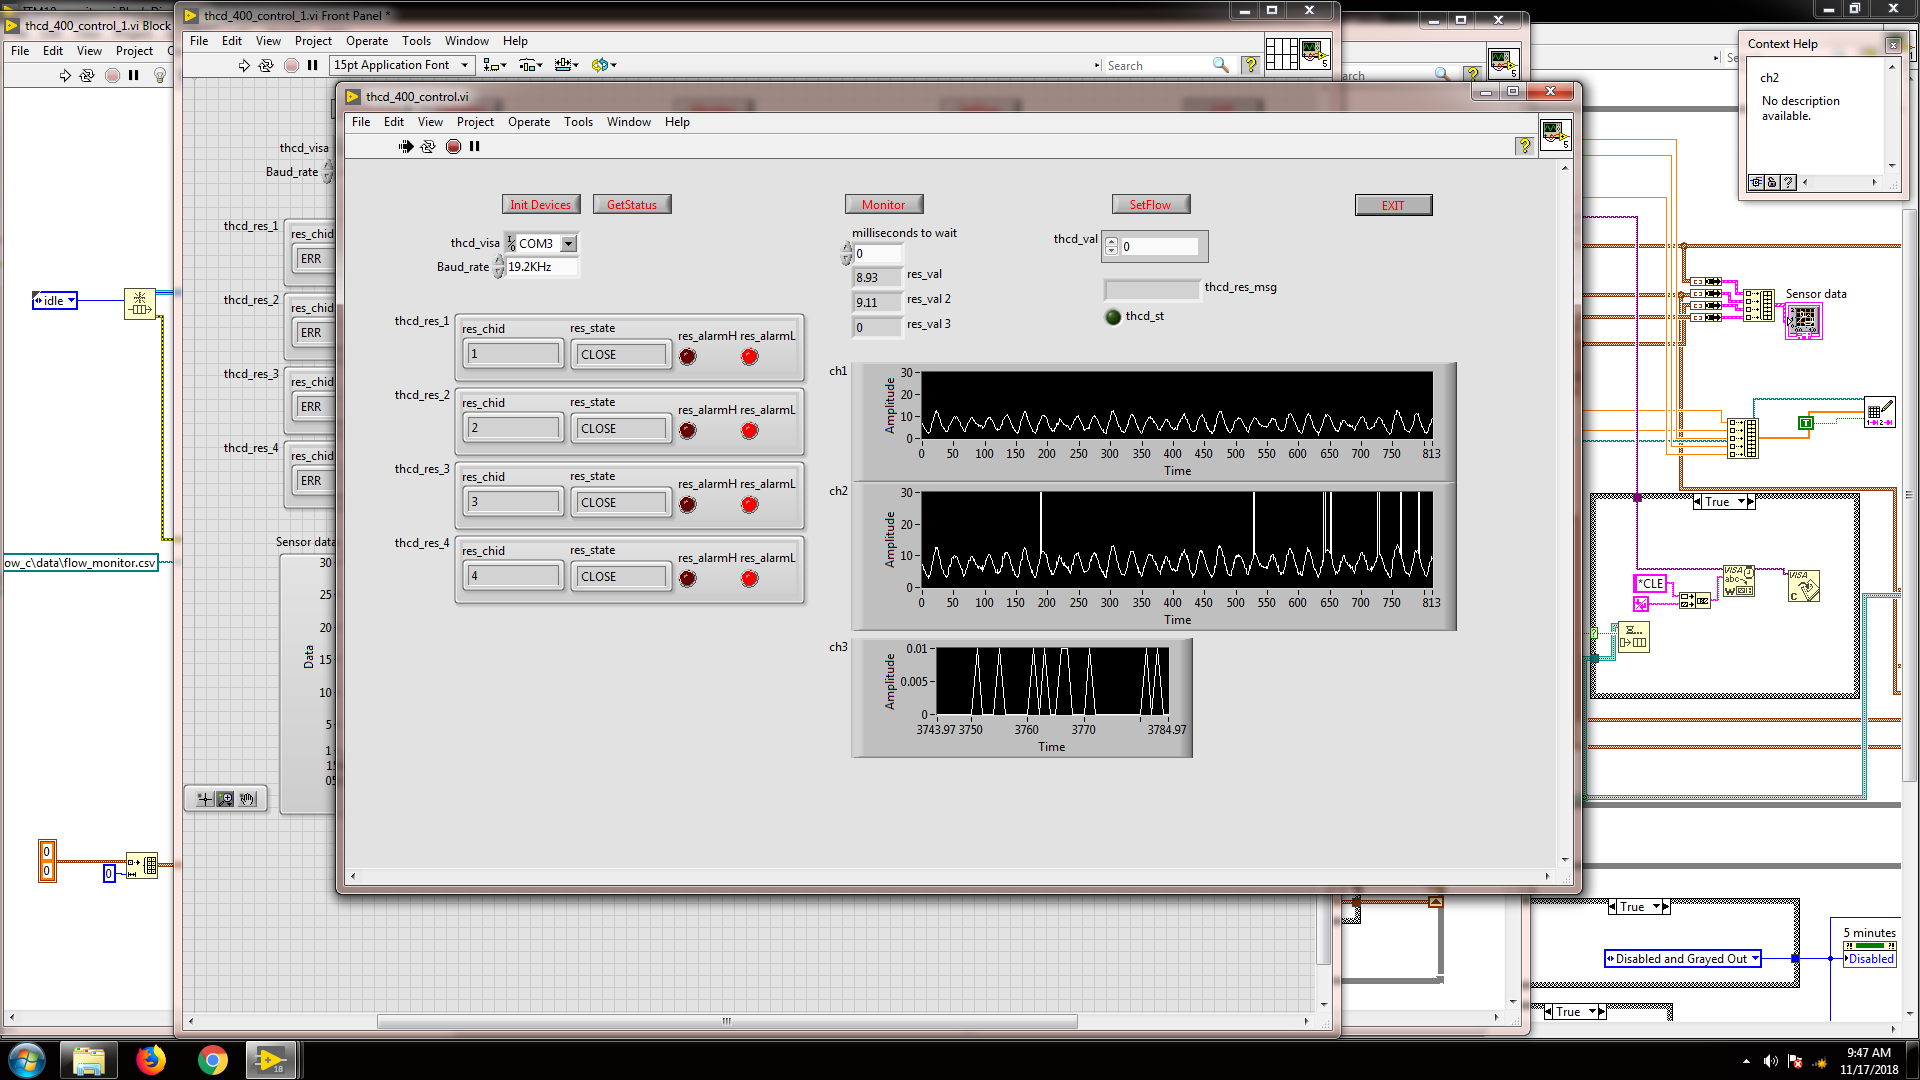 thcd_400_control_1.vi Block
File Edit View Project
idle
ow_c\data\flow_monitor.csv
0
0
0
thcd_400_control_1.vi Front Panel *
File Edit View Project Operate Tools Window Help
15pt Application Font
Search
5
thcd_visa
Baud_rate
thcd_res_1
res_chid
ERR
thcd_res_2
res_chid
ERR
thcd_res_3
res_chid
ERR
thcd_res_4
res_chid
ERR
Sensor data
30
25
20
15
10
5
Data
thcd_400_control.vi
File Edit View Project Operate Tools Window Help
5
Init Devices GetStatus Monitor SetFlow EXIT
thcd_visa COM3
Baud_rate 19.2KHz
milliseconds to wait
0
8.93 res_val
9.11 res_val 2
0 res_val 3
thcd_val 0
thcd_res_msg
thcd_st
thcd_res_1
res_chid res_state res_alarmH res_alarmL
1 CLOSE
thcd_res_2
res_chid res_state res_alarmH res_alarmL
2 CLOSE
thcd_res_3
res_chid res_state res_alarmH res_alarmL
3 CLOSE
thcd_res_4
res_chid res_state res_alarmH res_alarmL
4 CLOSE
ch1
Amplitude
30
20
10
0
0 50 100 150 200 250 300 350 400 450 500 550 600 650 700 750 813
Time
ch2
Amplitude
30
20
10
0
0 50 100 150 200 250 300 350 400 450 500 550 600 650 700 750 813
Time
ch3
Amplitude
0.01
0.005
0
3743.97 3750 3760 3770 3784.97
Time
arch
5
Context Help
ch2
No description
available.
Sensor data
T
True
*CLE
VISA
abc
W
VISA
C
True
Disabled and Grayed Out
5 minutes
Disabled
True
18
9:47 AM
11/17/2018